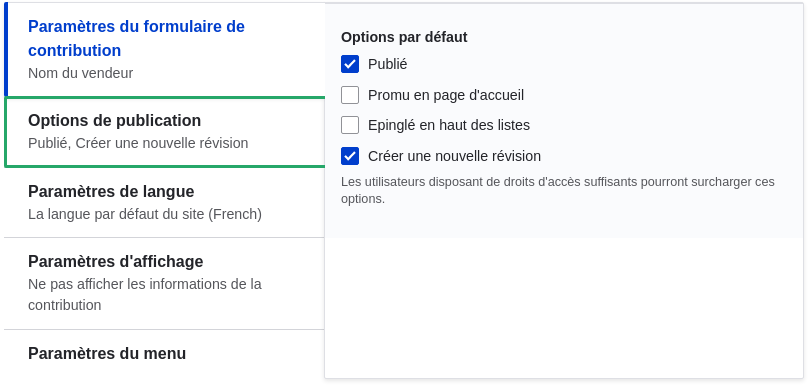 Paramètres du formulaire de
contribution
Nom du vendeur
Options de publication
Publié, Créer une nouvelle révision
Paramètres de langue
La langue par défaut du site (French)
Paramètres d'affichage
Ne pas afficher les informations de la
contribution
Paramètres du menu
Options par défaut
Publié
Promu en page d'accueil
Epinglé en haut des listes
Créer une nouvelle révision
Les utilisateurs disposant de droits d'accès suffisants pourront surcharger ces
options.